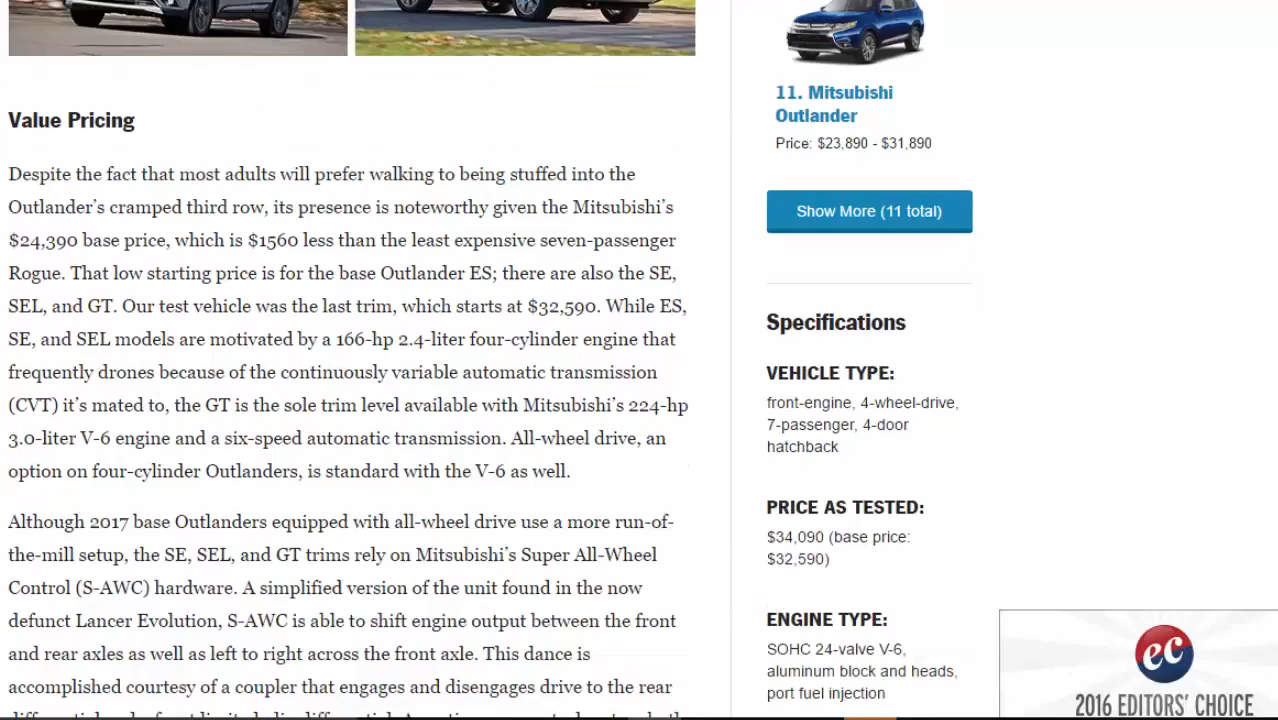 Value Pricing
Despite the fact that most adults will prefer walking to being stuffed into the
Outlander’s cramped third row, its presence is noteworthy given the Mitsubishi’s
$24,390 base price, which is $1560 less than the least expensive seven-passenger
Rogue. That low starting price is for the base Outlander ES; there are also the SE,
SEL, and GT. Our test vehicle was the last trim, which starts at $32,590. While ES,
SE, and SEL models are motivated by a 166-hp 2.4-liter four-cylinder engine that
frequently drones because of the continuously variable automatic transmission
(CVT) it’s mated to, the GT is the sole trim level available with Mitsubishi’s 224-hp
3.0-liter V-6 engine and a six-speed automatic transmission. All-wheel drive, an
option on four-cylinder Outlanders, is standard with the V-6 as well.
Although 2017 base Outlanders equipped with all-wheel drive use a more run-of-
the-mill setup, the SE, SEL, and GT trims rely on Mitsubishi’s Super All-Wheel
Control (S-AWC) hardware. A simplified version of the unit found in the now
defunct Lancer Evolution, S-AWC is able to shift engine output between the front
and rear axles as well as left to right across the front axle. This dance is
accomplished courtesy of a coupler that engages and disengages drive to the rear
11. Mitsubishi
Outlander
Price: $23,890 - $31,890
Show More (11 total)
Specifications
VEHICLE TYPE:
front-engine, 4-wheel-drive,
7-passenger, 4-door
hatchback
PRICE AS TESTED:
$34,090 (base price:
$32,590)
ENGINE TYPE:
SOHC 24-valve V-6,
aluminum block and heads,
port fuel injection
ec
2016 EDITORS' CHOICE